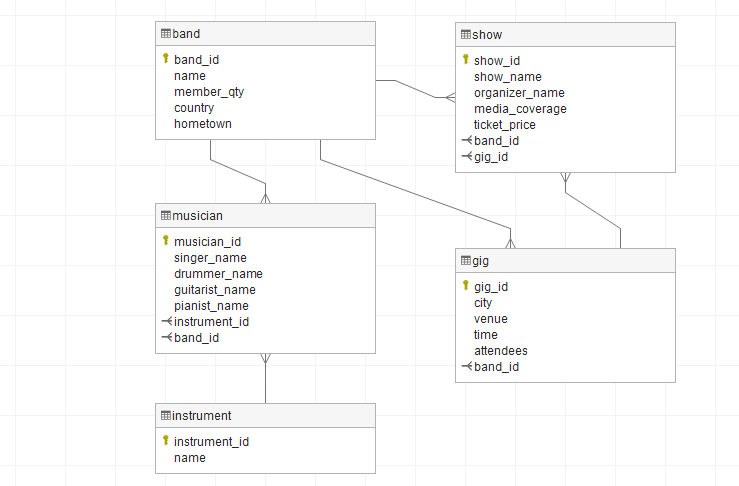 band
band_id
name
member_qty
country
hometown
show
show_id
show_name
organizer_name
media_coverage
ticket_price
band_id
gig_id
musician
musician_id
singer_name
drummer_name
guitarist_name
pianist_name
instrument_id
band_id
gig
gig_id
city
venue
time
attendees
band_id
instrument
instrument_id
name